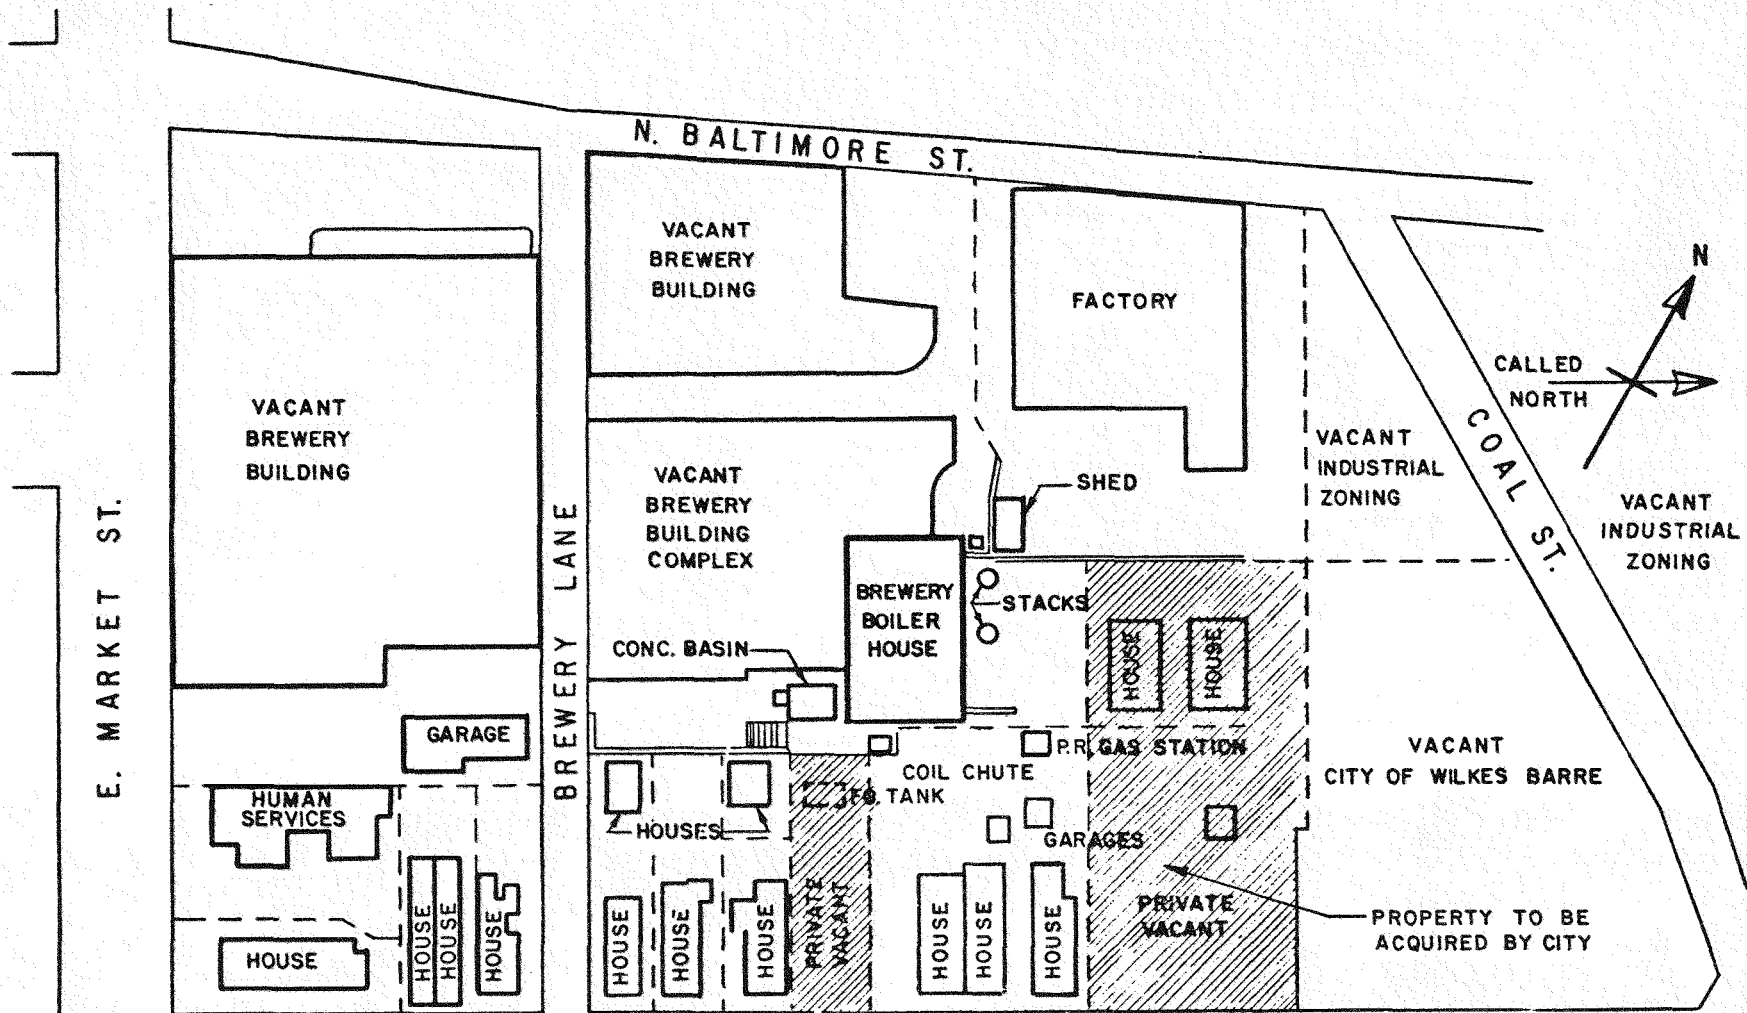 N. BALTIMORE ST.
VACANT
BREWERY
BUILDING
FACTORY
N
CALLED
NORTH
VACANT
BREWERY
BUILDING
VACANT
INDUSTRIAL
ZONING
COAL ST.
VACANT
INDUSTRIAL
ZONING
E. MARKET ST.
BREWERY LANE
VACANT
BREWERY
BUILDING
COMPLEX
SHED
BREWERY
BOILER
HOUSE
STACKS
CONC. BASIN
HOUSE
HOUSE
GARAGE
P.R. GAS STATION
VACANT
CITY OF WILKES BARRE
COIL CHUTE
F.O. TANK
HUMAN
SERVICES
HOUSES
GARAGES
HOUSE
HOUSE
HOUSE
HOUSE
HOUSE
HOUSE
HOUSE
PRIVATE
VACANT
HOUSE
HOUSE
HOUSE
PRIVATE
VACANT
PROPERTY TO BE
ACQUIRED BY CITY